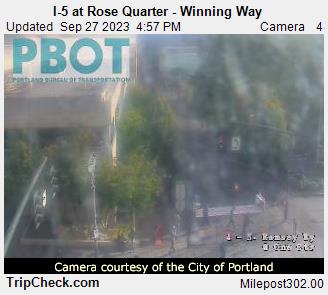 I-5 at Rose Quarter - Winning Way
Updated Sep 27 2023 4:57 PM Camera 4
PBOT
PORTLAND BUREAU OF TRANSPORTATION
Camera courtesy of the City of Portland
TripCheck.com Milepost302.00